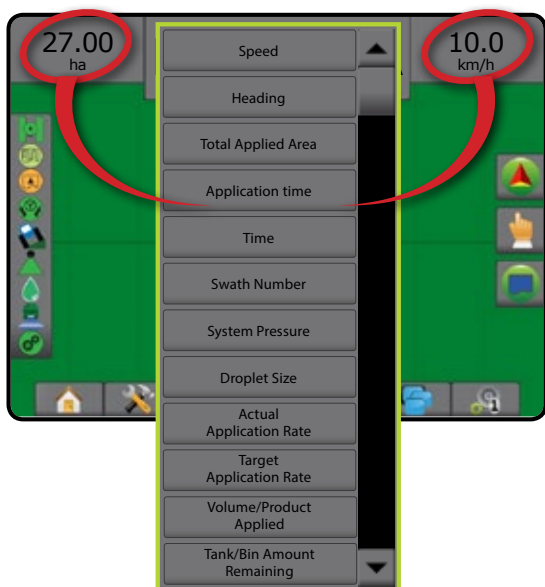 27.00
ha
10.0
km/h
Speed
Heading
Total Applied Area
Application time
Time
Swath Number
System Pressure
Droplet Size
Actual
Application Rate
Target
Application Rate
Volume/Product
Applied
Tank/Bin Amount
Remaining
1